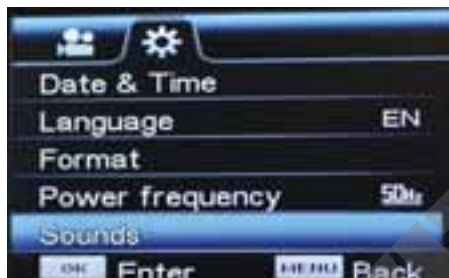 Date & Time
Language EN
Format
Power frequency 50Hz
Sounds
OK Enter MENU Back